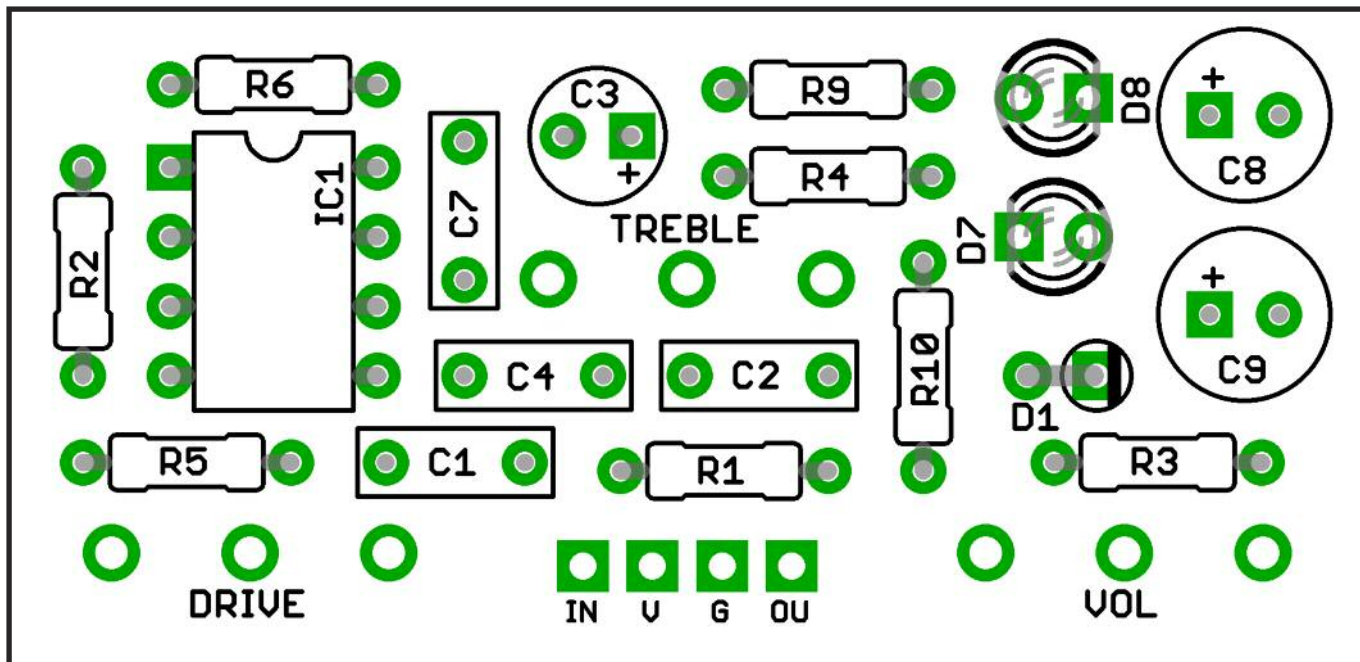 R6
C3
+
R9
D8
+
C8
R4
IC1
C7
TREBLE
R2
D7
+
C9
R10
C4
C2
D1
R5
C1
R1
R3
DRIVE
IN V G OU
VOL